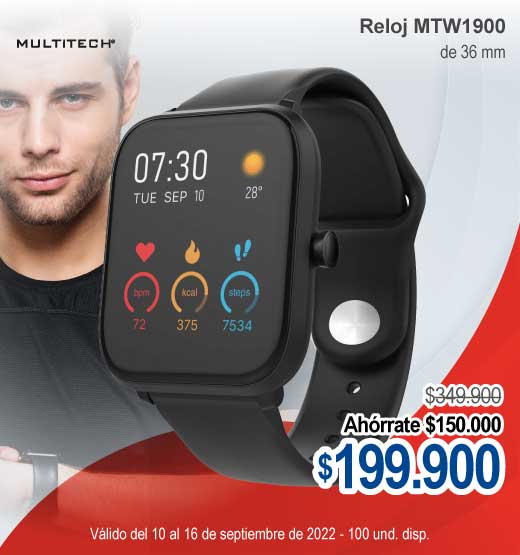 MULTITECH®
Reloj MTW1900
de 36 mm
07:30
TUE SEP 10
28°
bpm
kcal
steps
72
375
7534
$349.900
Ahórrate $150.000
$199.900
Válido del 10 al 16 de septiembre de 2022 - 100 und. disp.